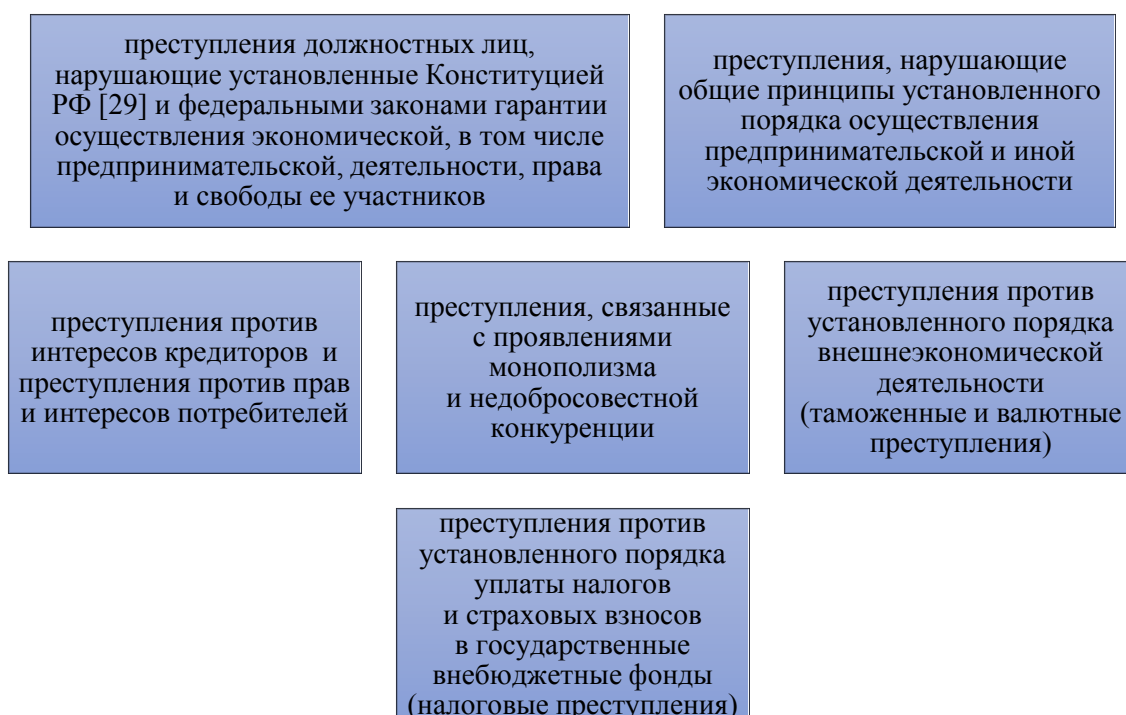 преступления должностных лиц,
нарушающие установленные Конституцией
РФ [29] и федеральными законами гарантии
осуществления экономической, в том числе
предпринимательской, деятельности, права
и свободы ее участников
преступления, нарушающие
общие принципы установленного
порядка осуществления
предпринимательской и иной
экономической деятельности
преступления против
интересов кредиторов и
преступления против прав
и интересов потребителей
преступления, связанные
с проявлениями
монополизма
и недобросовестной
конкуренции
преступления против
установленного порядка
внешнеэкономической
деятельности
(таможенные и валютные
преступления)
преступления против
установленного порядка
уплаты налогов
и страховых взносов
в государственные
внебюджетные фонды
(налоговые преступления)